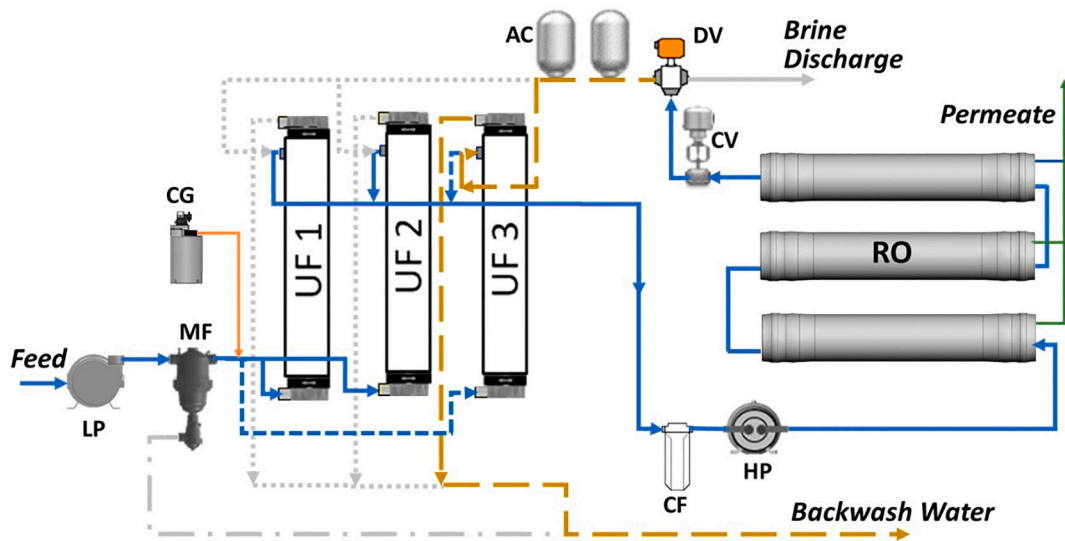 AC
DV
Brine
Discharge
Permeate
CV
CG
UF 1
UF 2
UF 3
RO
MF
Feed
LP
HP
CF
Backwash Water